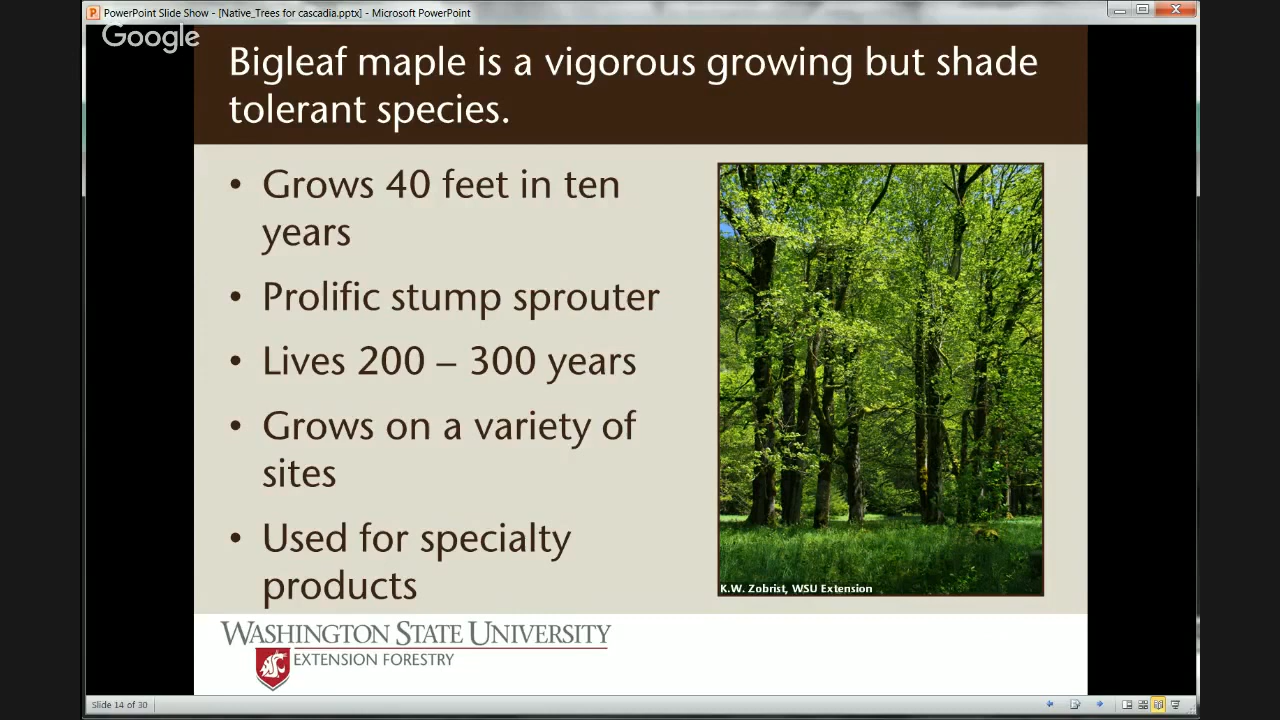 PowerPoint Slide Show - [Native_Trees for cascadia.pptx] - Microsoft PowerPoint
Google
Bigleaf maple is a vigorous growing but shade
tolerant species.
• Grows 40 feet in ten
years
• Prolific stump sprouter
• Lives 200 – 300 years
• Grows on a variety of
sites
• Used for specialty
products
K.W. Zobrist, WSU Extension
WASHINGTON STATE UNIVERSITY
EXTENSION FORESTRY
Slide 14 of 30